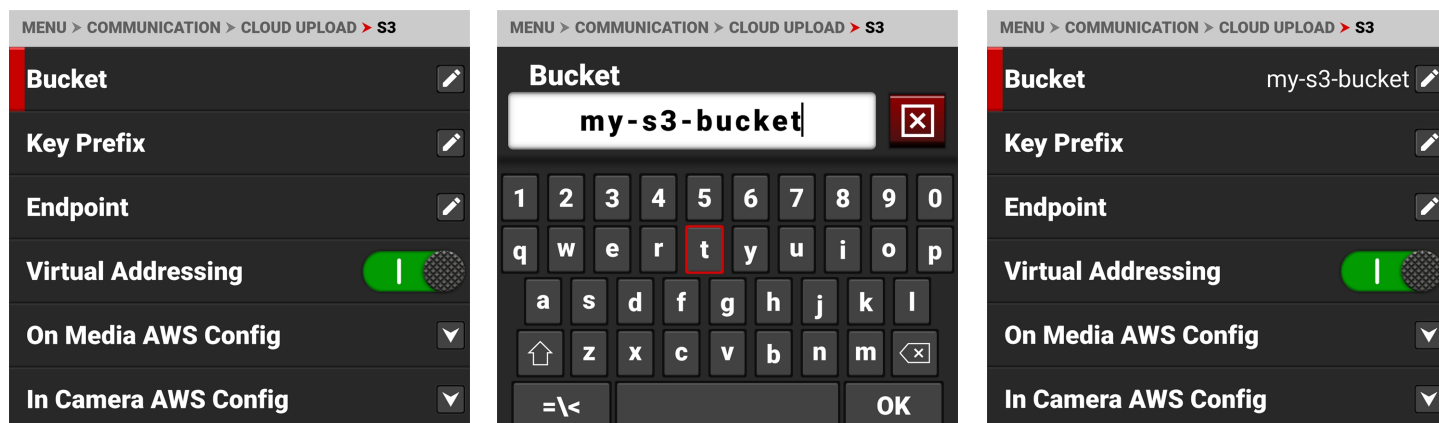 MENU > COMMUNICATION > CLOUD UPLOAD > S3
Bucket
Key Prefix
Endpoint
Virtual Addressing
On Media AWS Config
In Camera AWS Config
MENU > COMMUNICATION > CLOUD UPLOAD > S3
Bucket
my-s3-bucket
1 2 3 4 5 6 7 8 9 0
q w e r t y u i o p
a s d f g h j k l
z x c v b n m
=\< OK
MENU > COMMUNICATION > CLOUD UPLOAD > S3
Bucket my-s3-bucket
Key Prefix
Endpoint
Virtual Addressing
On Media AWS Config
In Camera AWS Config